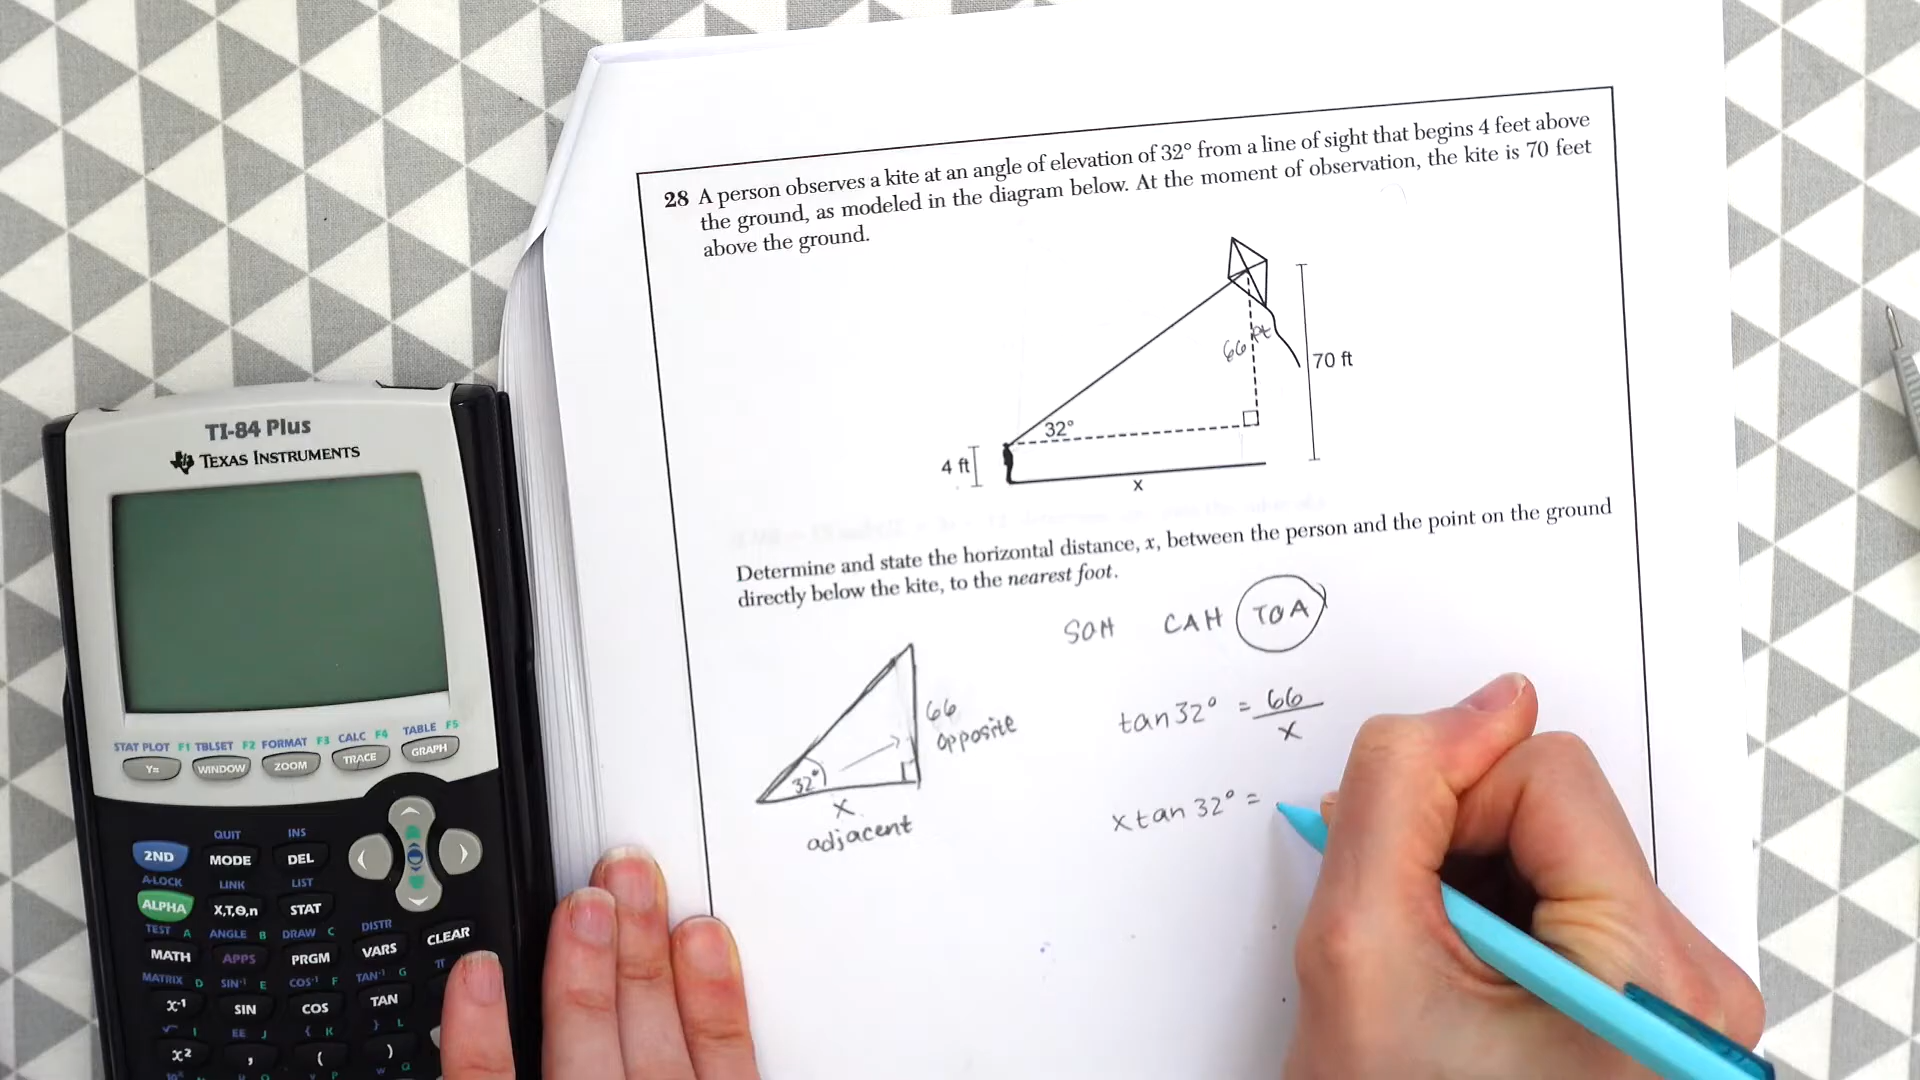 28 A person observes a kite at an angle of elevation of 32° from a line of sight that begins 4 feet above
the ground, as modeled in the diagram below. At the moment of observation, the kite is 70 feet
above the ground.
66 ft
70 ft
32°
4 ft
x
Determine and state the horizontal distance, x, between the person and the point on the ground
directly below the kite, to the nearest foot.
SOH CAH TOA
66
opposite
32°
x
adjacent
tan 32° = 66
x
x tan 32° =
TI-84 Plus
TEXAS INSTRUMENTS
STAT PLOT F1 TBLSET F2 FORMAT F3 CALC F4 TABLE F5
Y= WINDOW ZOOM TRACE GRAPH
QUIT INS
2ND MODE DEL
A-LOCK LINK LIST
ALPHA X,T,Θ,n STAT
TEST A ANGLE B DRAW C DISTR
MATH APPS PRGM VARS CLEAR
MATRIX D SIN⁻¹ E COS⁻¹ F TAN⁻¹ G π
x⁻¹ SIN COS TAN
√ I EE J { K } L
x² , ( )